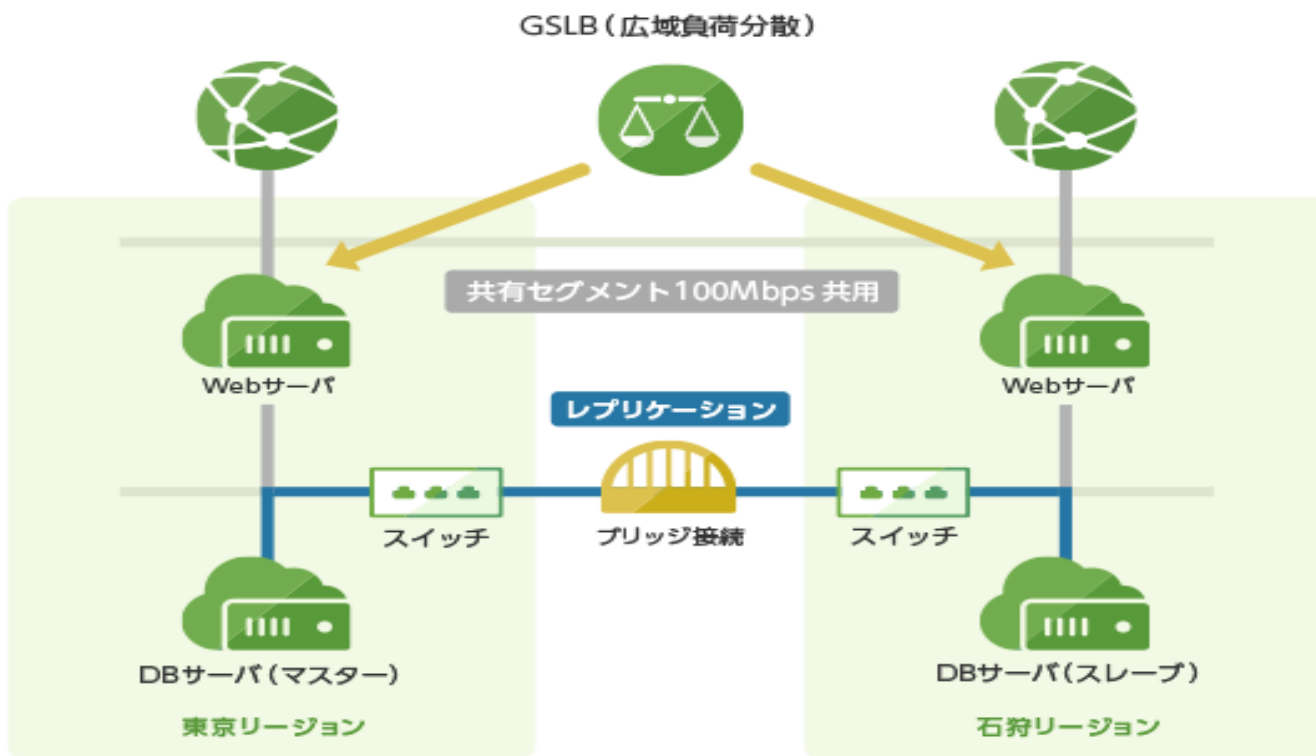 GSLB（広域負荷分散）
共有セグメント100Mbps 共用
Webサーバ
Webサーバ
レプリケーション
スイッチ
ブリッジ接続
スイッチ
DBサーバ（マスター）
DBサーバ（スレーブ）
東京リージョン
石狩リージョン